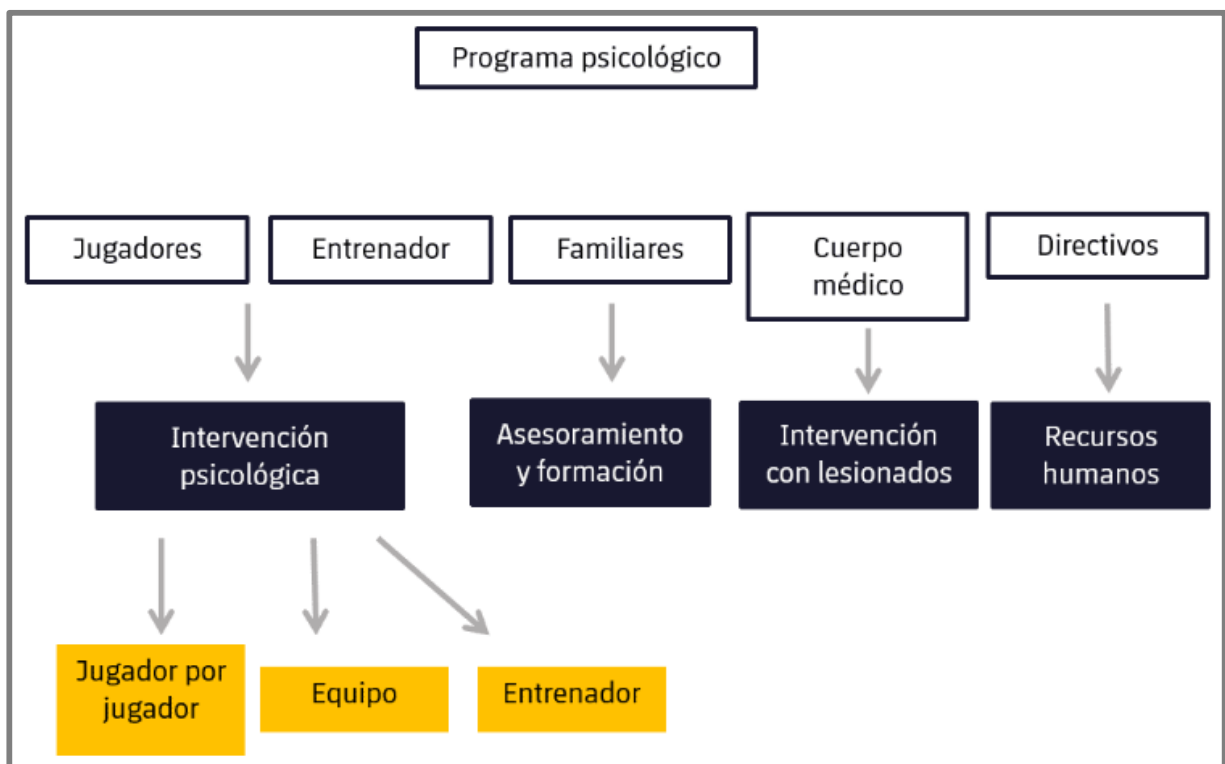 Programa psicológico
Jugadores
Entrenador
Familiares
Cuerpo
médico
Directivos
Intervención
psicológica
Asesoramiento
y formación
Intervención
con lesionados
Recursos
humanos
Jugador por
jugador
Equipo
Entrenador